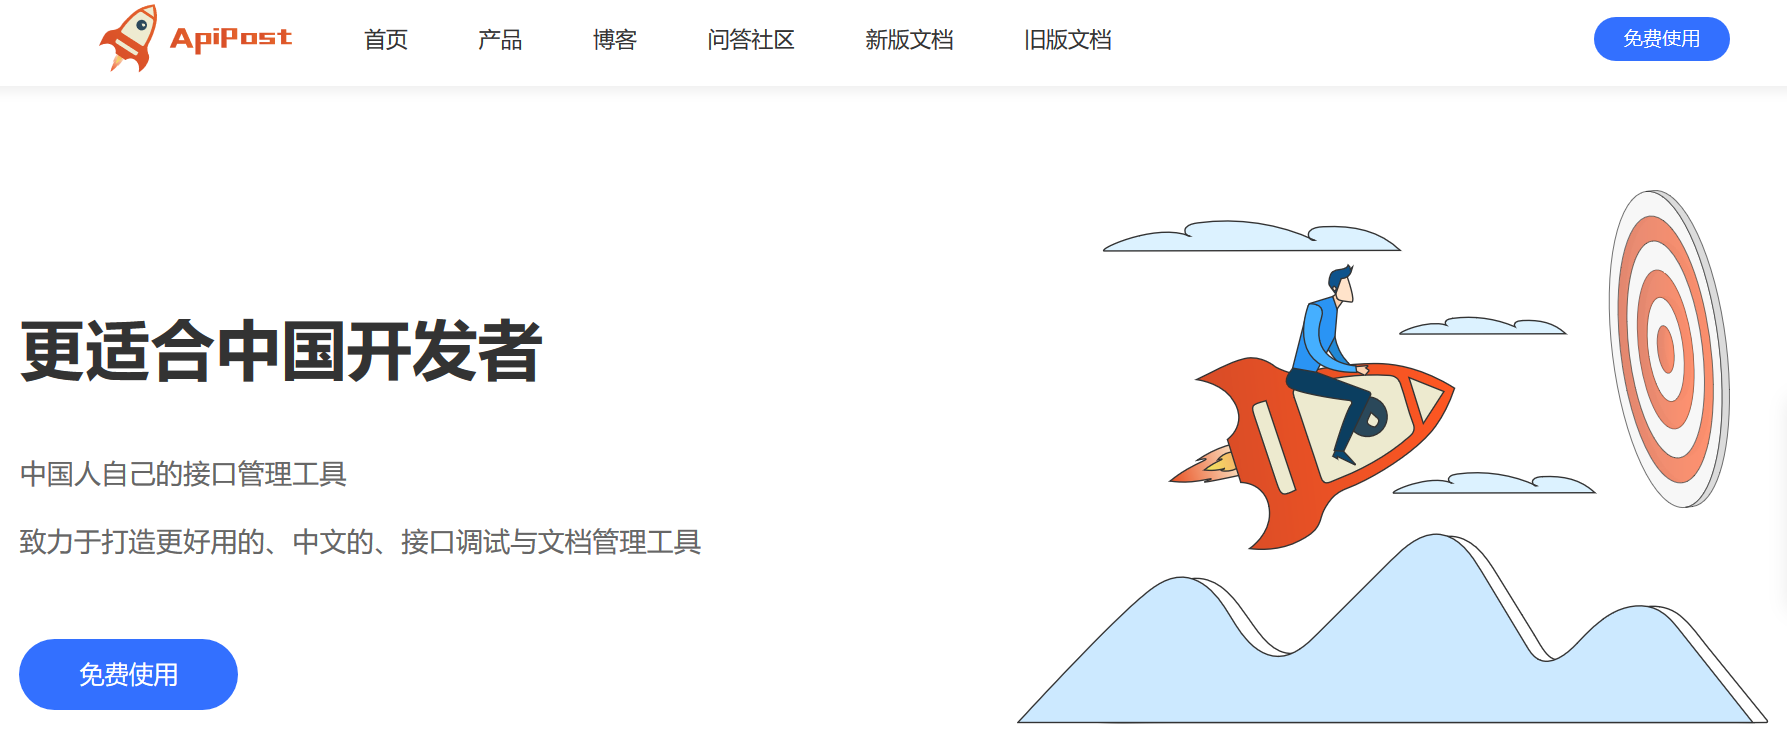 ApiPost 首页 产品 博客 问答社区 新版文档 旧版文档 免费使用
更适合中国开发者
中国人自己的接口管理工具
致力于打造更好用的、中文的、接口调试与文档管理工具
免费使用